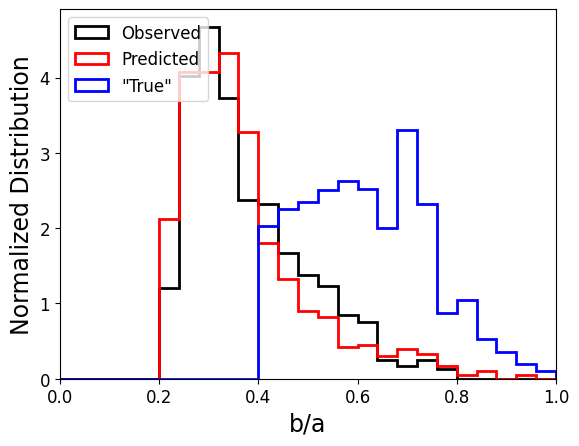 Observed
Predicted
"True"
Normalized Distribution
4
3
2
1
0
0.0 0.2 0.4 0.6 0.8 1.0
b/a